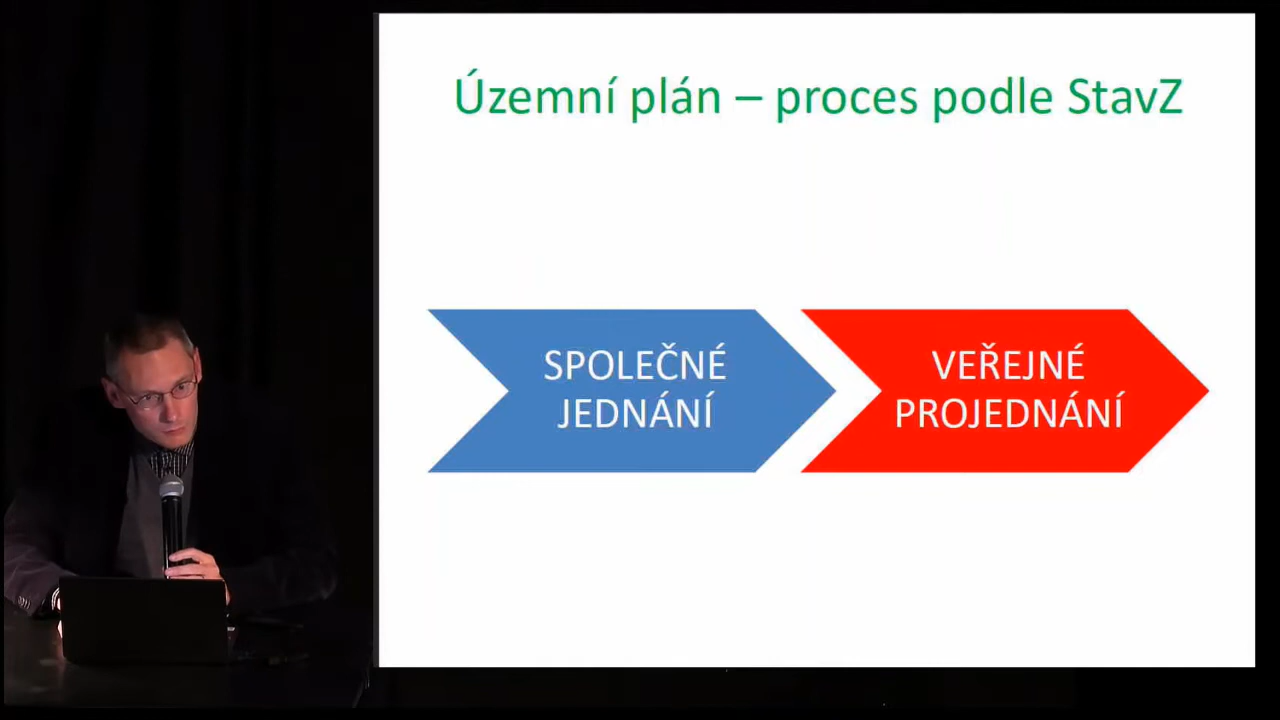 Územní plán – proces podle StavZ
SPOLEČNÉ
JEDNÁNÍ
VEŘEJNÉ
PROJEDNÁNÍ